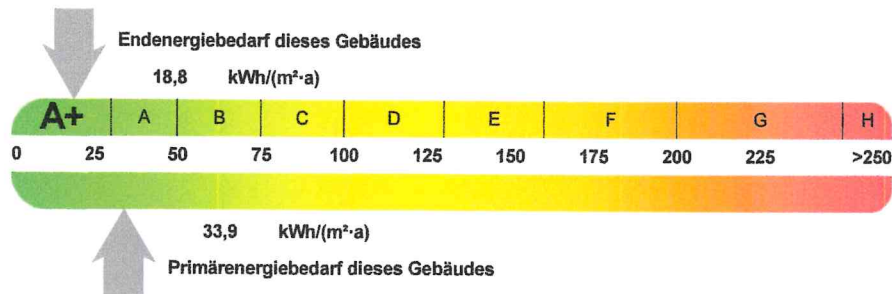 Endenergiebedarf dieses Gebäudes
18,8 kWh/(m²·a)
A+ A B C D E F G H
0 25 50 75 100 125 150 175 200 225 >250
33,9 kWh/(m²·a)
Primärenergiebedarf dieses Gebäudes